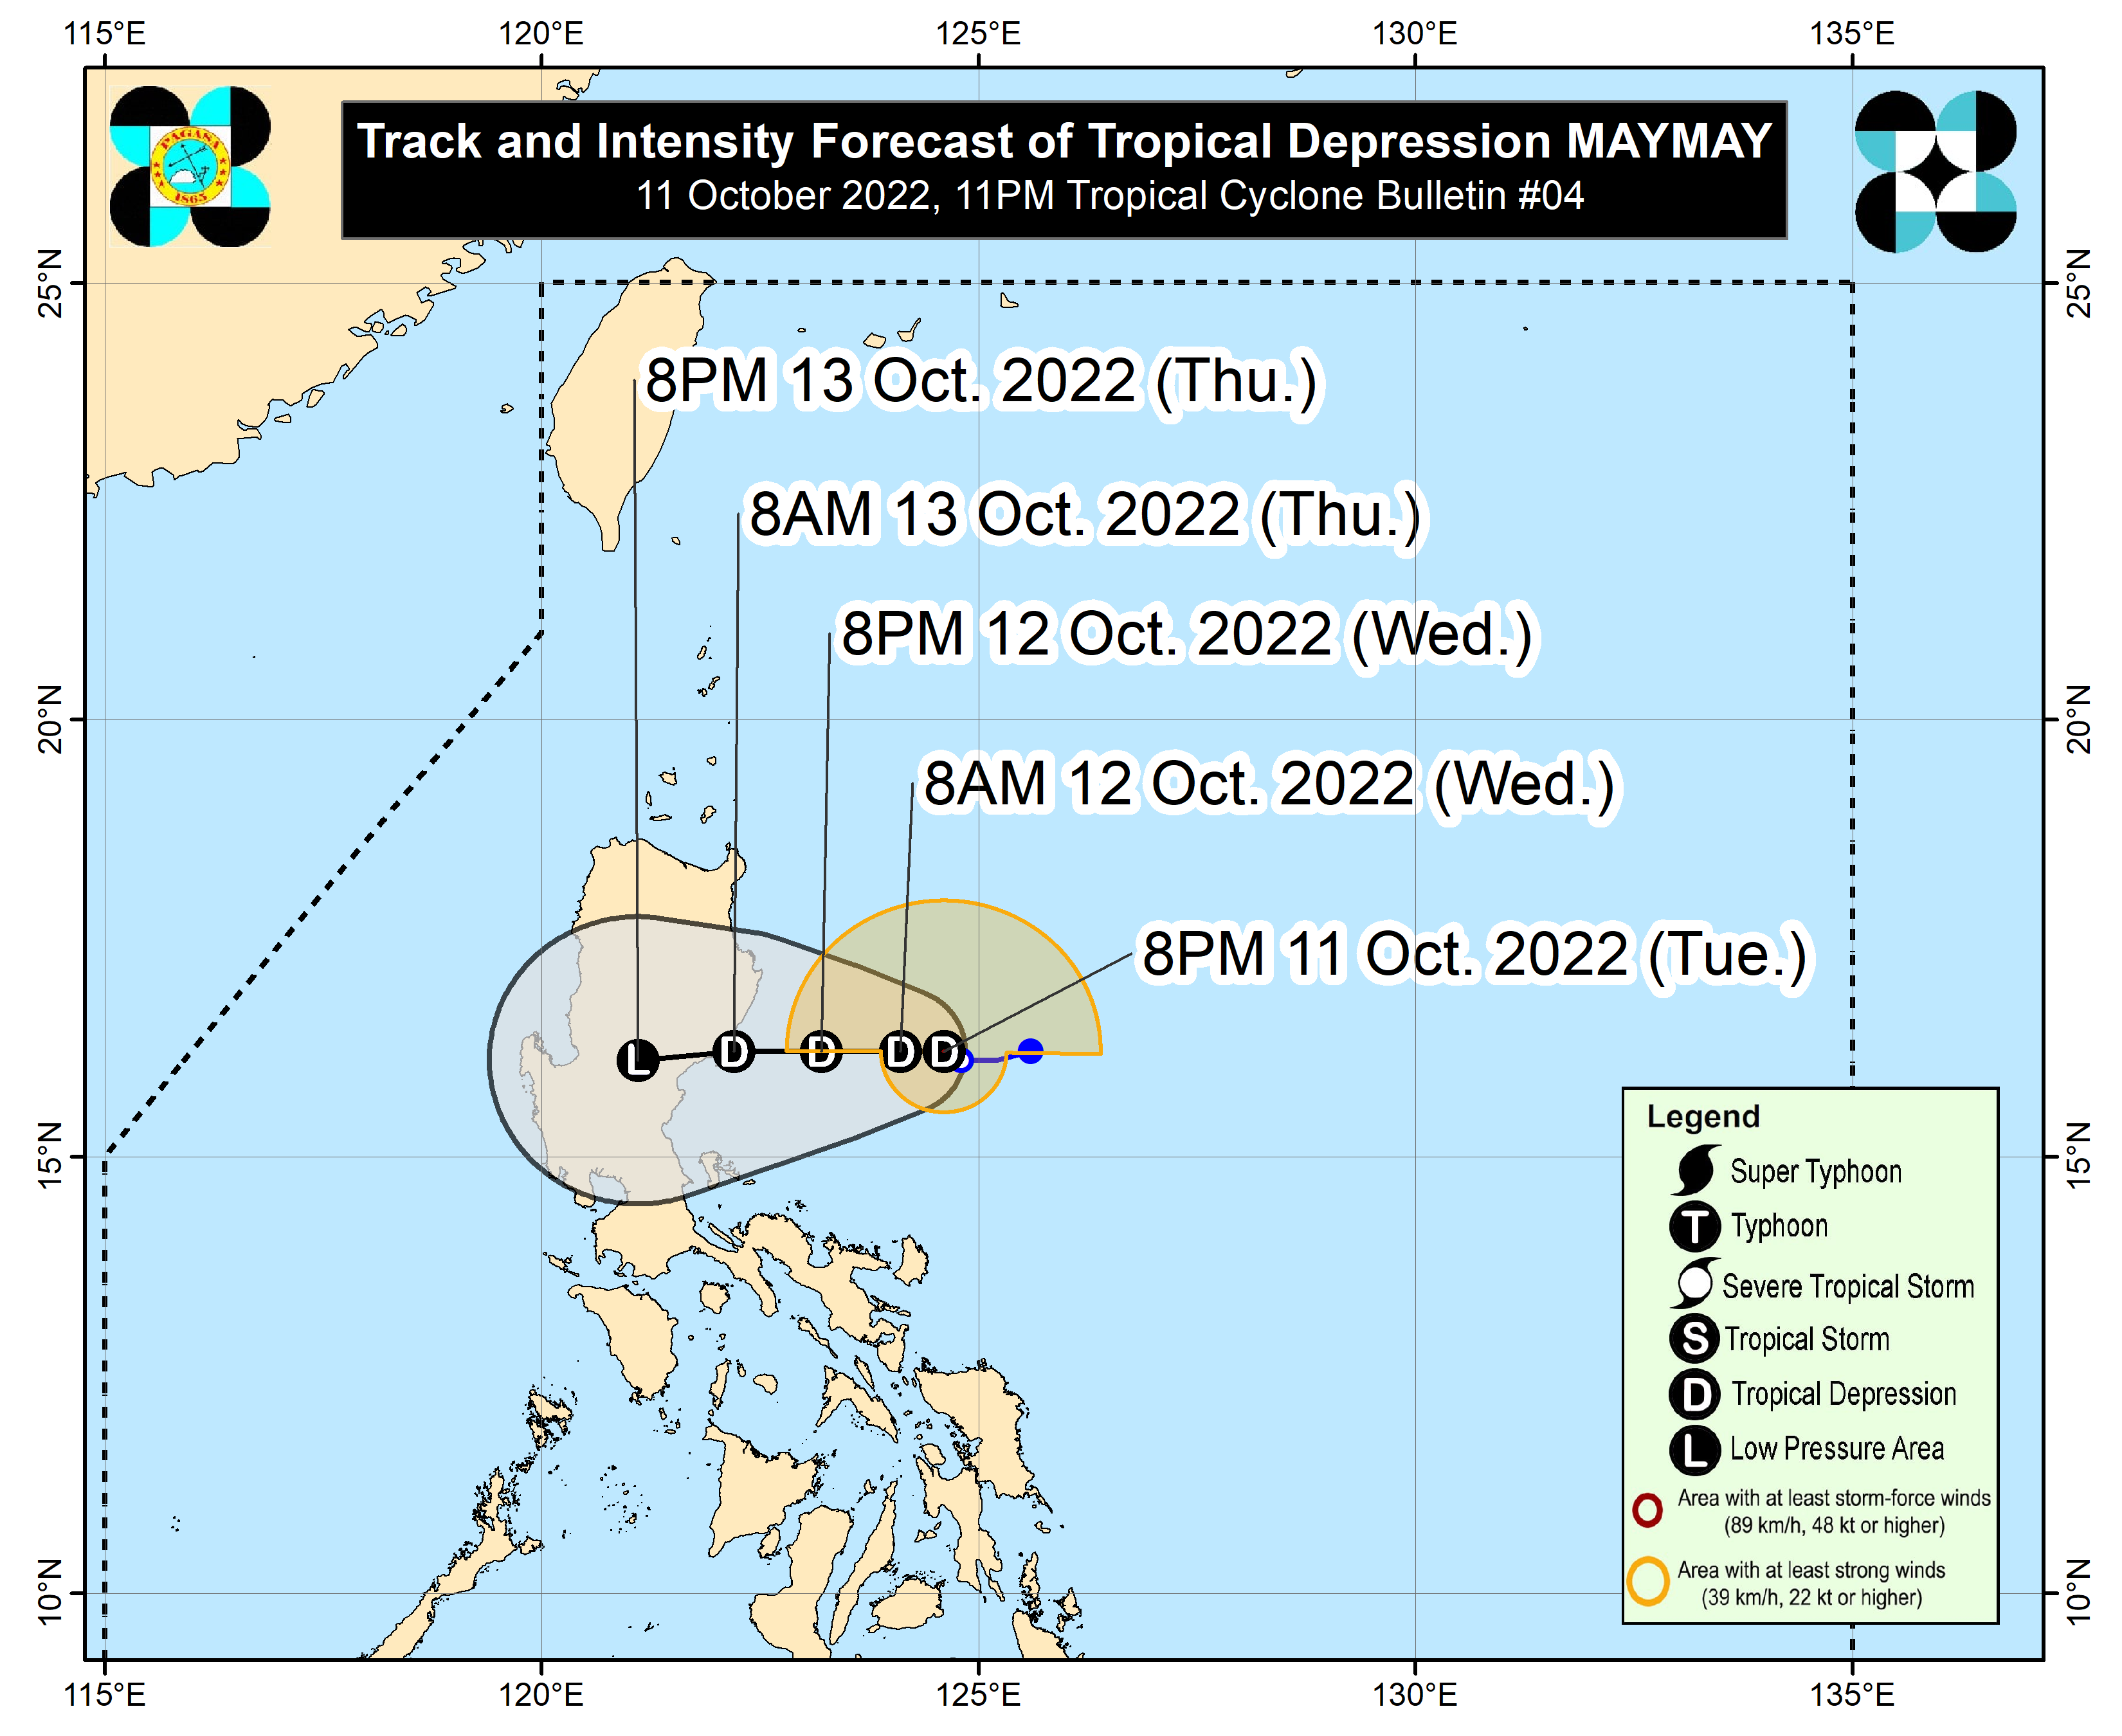 115°E 120°E 125°E 130°E 135°E
PAGASA
1865
Track and Intensity Forecast of Tropical Depression MAYMAY
11 October 2022, 11PM Tropical Cyclone Bulletin #04
25°N 25°N
8PM 13 Oct. 2022 (Thu.)
8AM 13 Oct. 2022 (Thu.)
8PM 12 Oct. 2022 (Wed.)
20°N 20°N
8AM 12 Oct. 2022 (Wed.)
8PM 11 Oct. 2022 (Tue.)
L D D D D
15°N 15°N
Legend
Super Typhoon
T Typhoon
Severe Tropical Storm
S Tropical Storm
D Tropical Depression
L Low Pressure Area
Area with at least storm-force winds
(89 km/h, 48 kt or higher)
Area with at least strong winds
(39 km/h, 22 kt or higher)
10°N 10°N
115°E 120°E 125°E 130°E 135°E